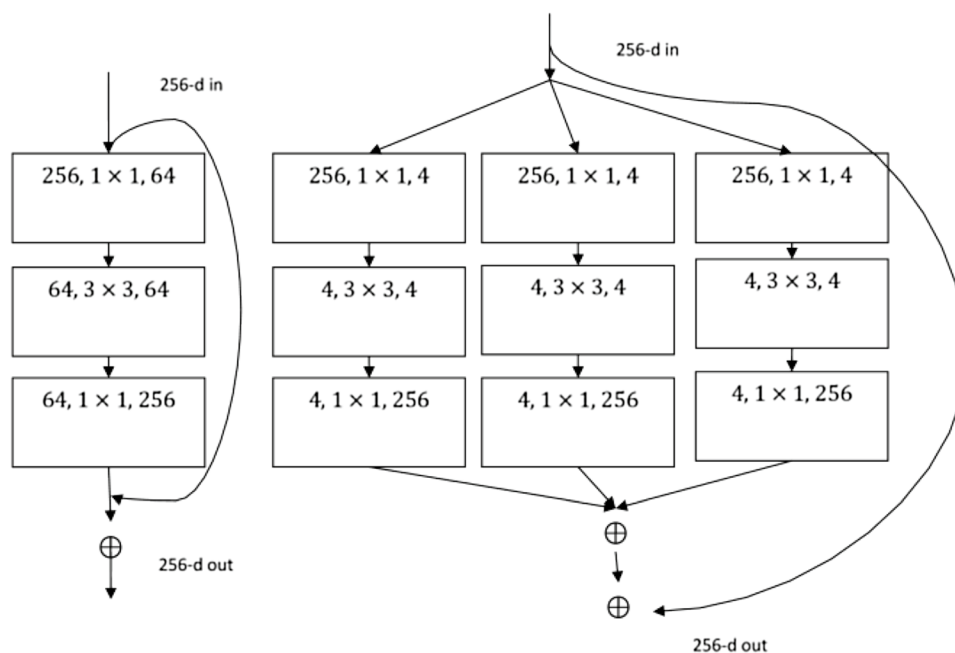 256-d in
256, 1 × 1, 64
64, 3 × 3, 64
64, 1 × 1, 256
256-d out
256-d in
256, 1 × 1, 4
4, 3 × 3, 4
4, 1 × 1, 256
256, 1 × 1, 4
4, 3 × 3, 4
4, 1 × 1, 256
256, 1 × 1, 4
4, 3 × 3, 4
4, 1 × 1, 256
256-d out